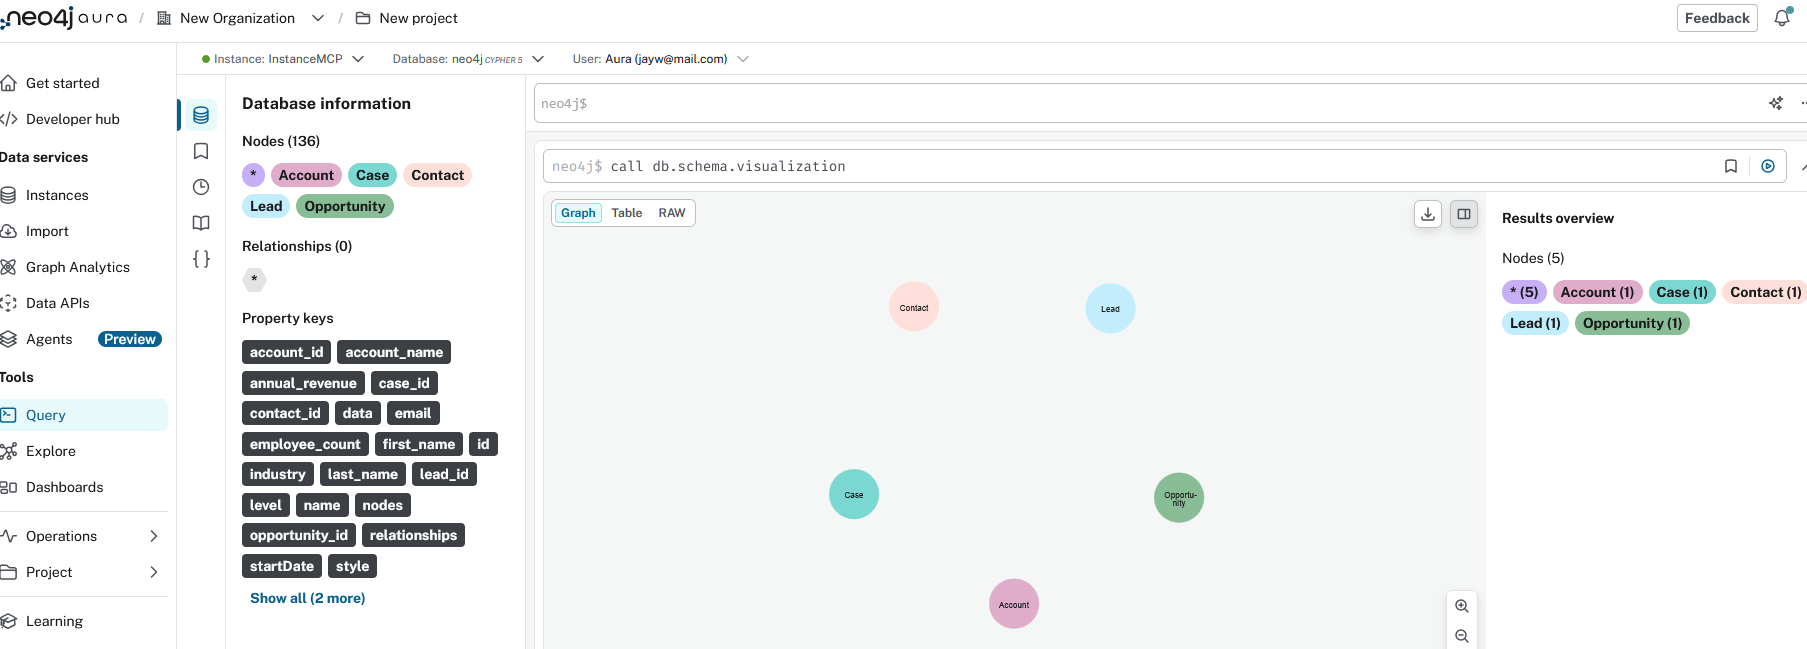 neo4j aura / New Organization / New project Feedback
Instance: InstanceMCP Database: neo4j CYPHER 5 User: Aura (jayw@mail.com)
Get started
Developer hub
Data services
Instances
Import
Graph Analytics
Data APIs
Agents Preview
Tools
Query
Explore
Dashboards
Operations
Project
Learning
Database information
Nodes (136)
* Account Case Contact
Lead Opportunity
Relationships (0)
*
Property keys
account_id account_name
annual_revenue case_id
contact_id data email
employee_count first_name id
industry last_name lead_id
level name nodes
opportunity_id relationships
startDate style
Show all (2 more)
neo4j$
neo4j$ call db.schema.visualization
Graph Table RAW
Contact Lead
Case Opportu-
nity
Account
Results overview
Nodes (5)
* (5) Account (1) Case (1) Contact (1)
Lead (1) Opportunity (1)